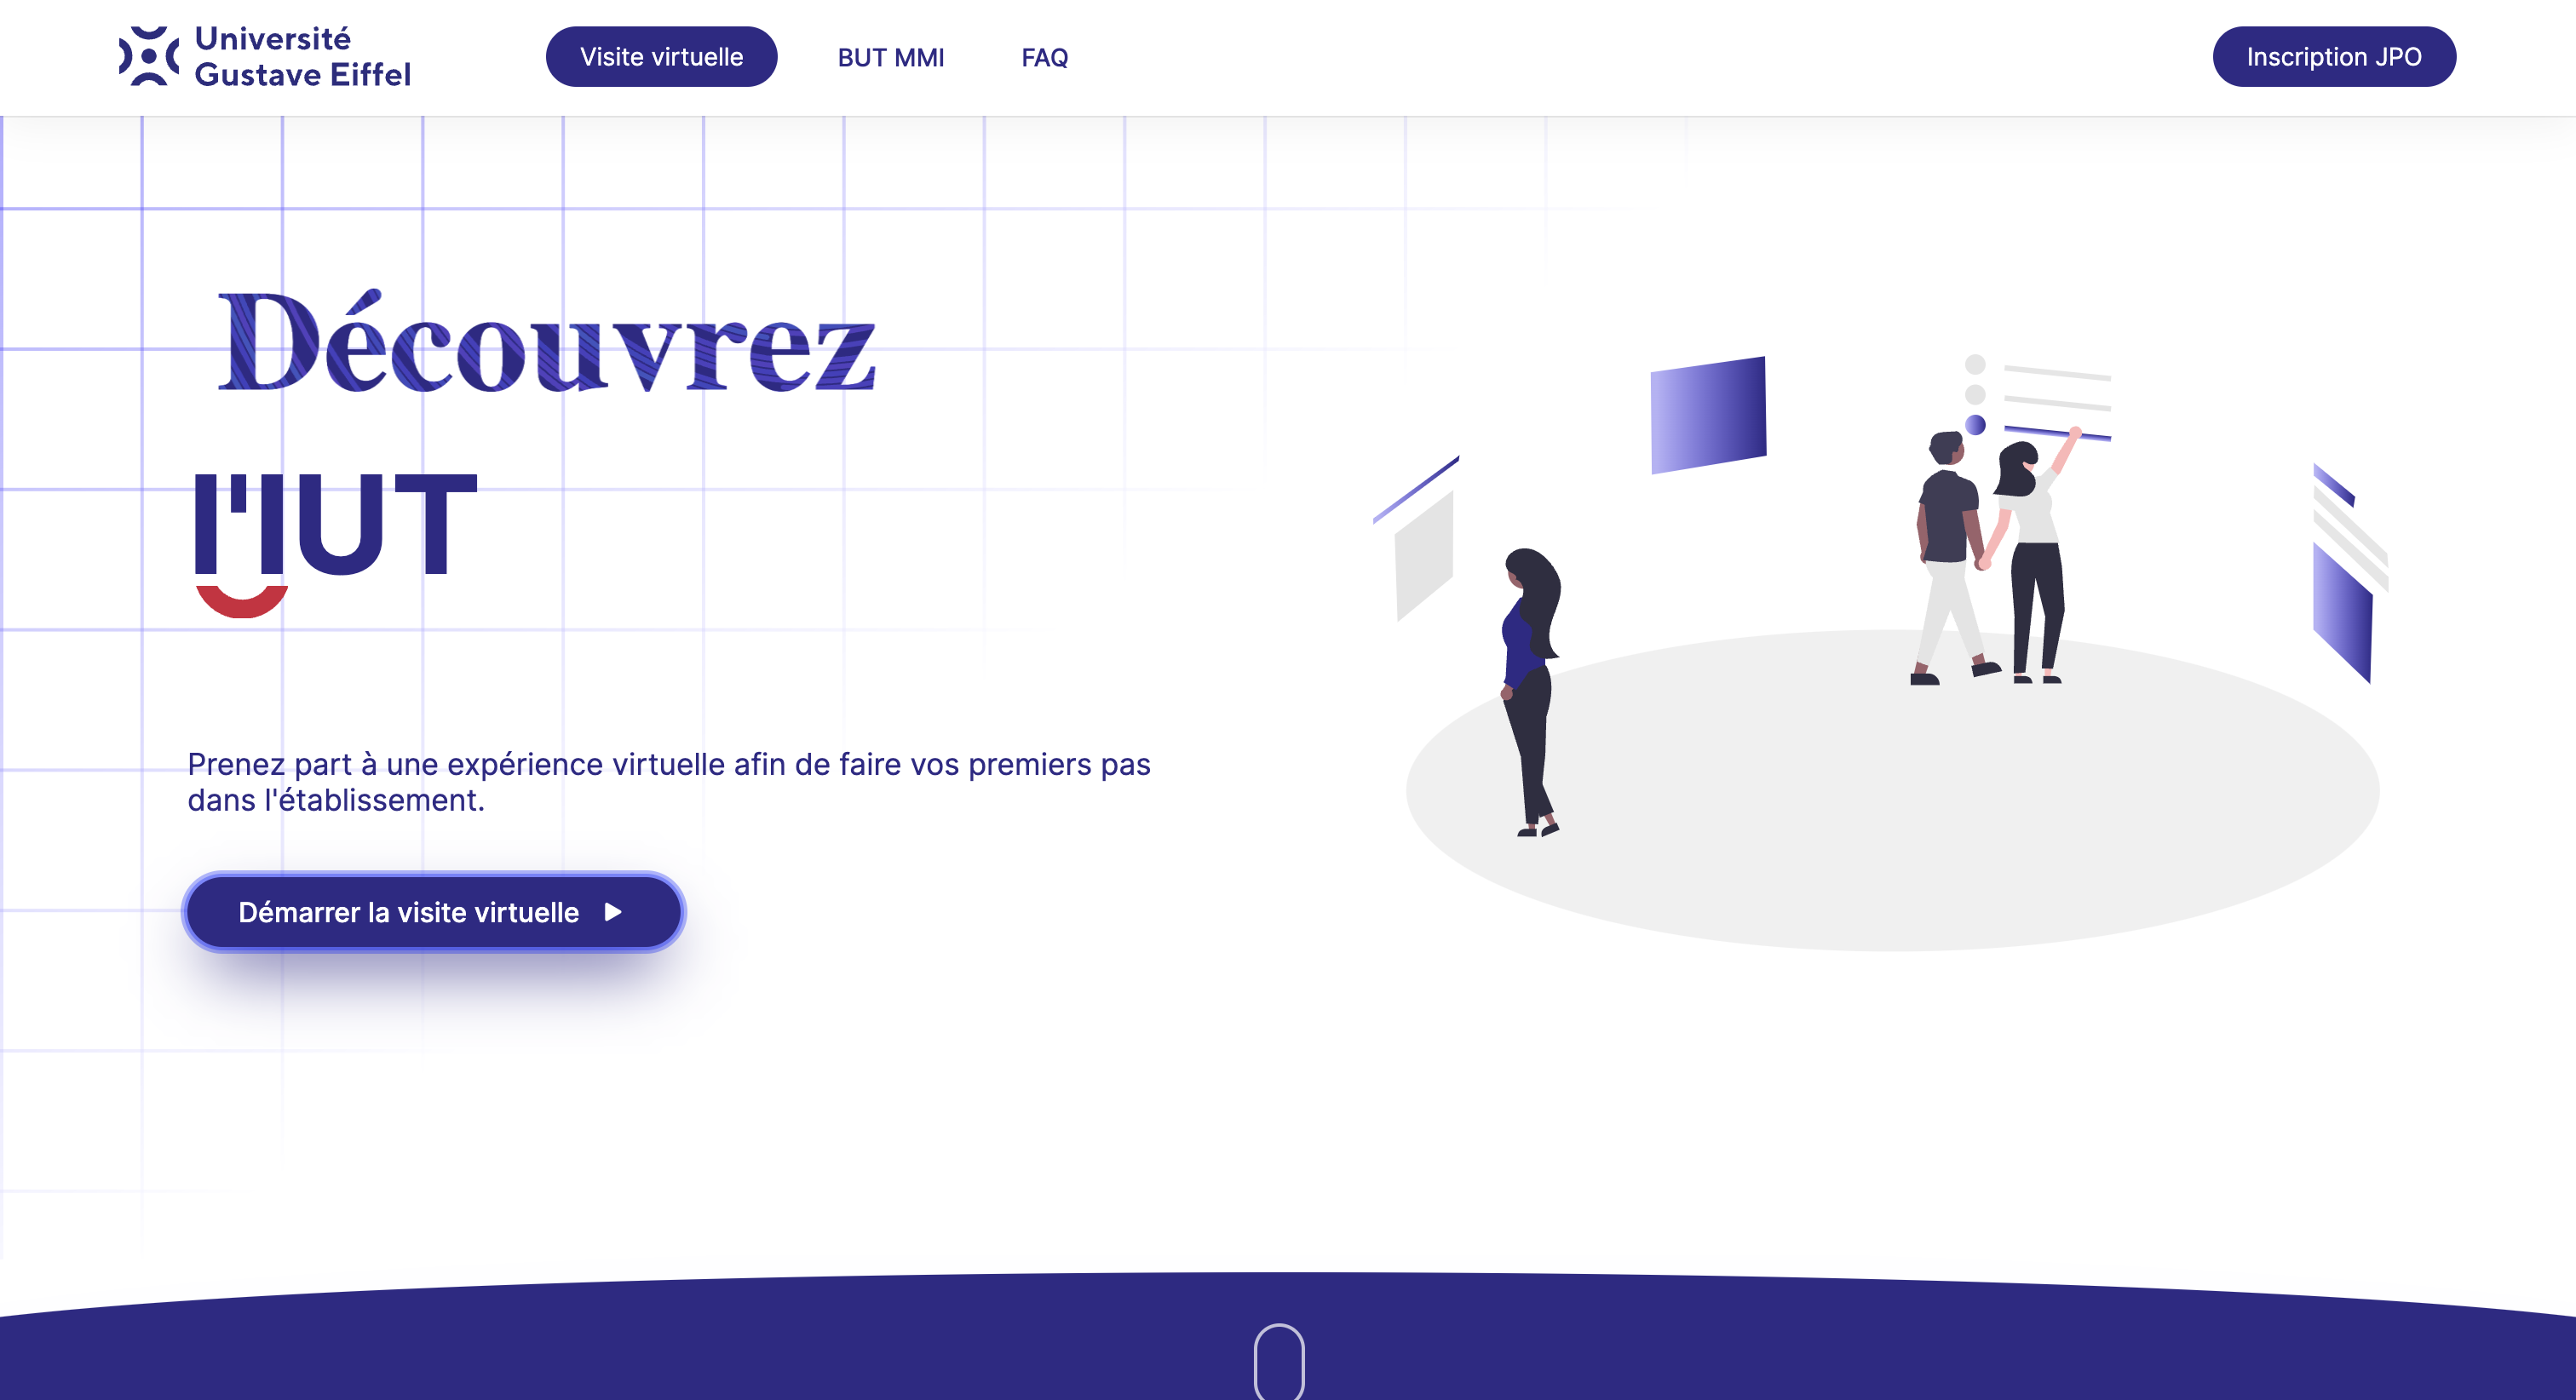 Université
Gustave Eiffel
Visite virtuelle
BUT MMI
FAQ
Inscription JPO
Découvrez
l'IUT
Prenez part à une expérience virtuelle afin de faire vos premiers pas
dans l'établissement.
Démarrer la visite virtuelle